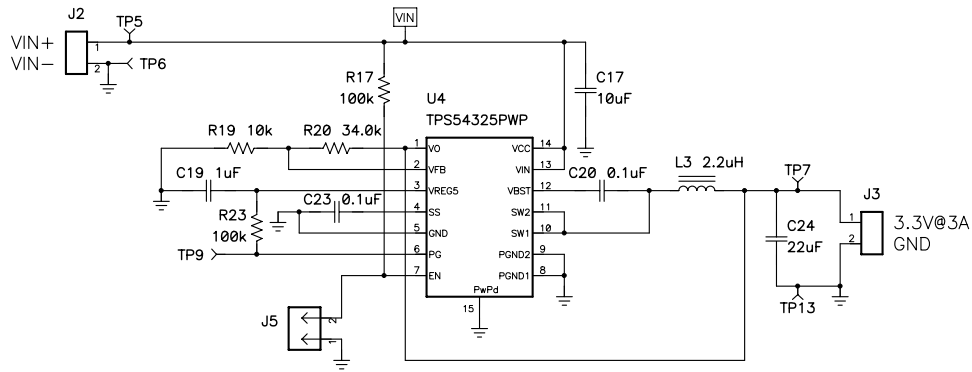 J2
TP5
VIN
VIN+
1
VIN−
2
TP6
R17
100k
C17
10uF
U4
TPS54325PWP
R19 10k
R20 34.0k
1
VO
VCC
14
2
VFB
VIN
13
C19 1uF
3
VREG5
VBST
12
C20 0.1uF
L3 2.2uH
TP7
J3
C23 0.1uF
4
SS
SW2
11
R23
100k
5
GND
SW1
10
C24
22uF
1
3.3V@3A
2
GND
TP9
6
PG
PGND2
9
7
EN
PGND1
8
PwPd
15
TP13
J5
2
1